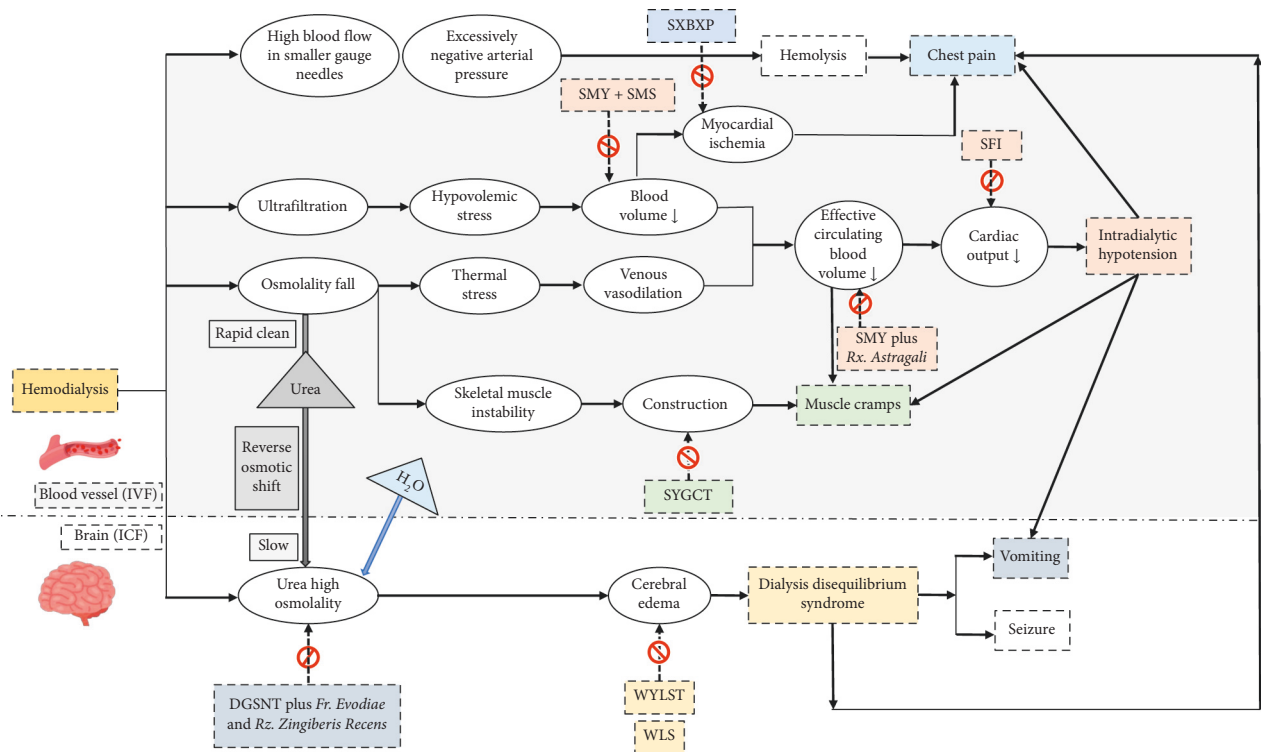 SXBXP
High blood flow
in smaller gauge
needles
Excessively
negative arterial
pressure
Hemolysis
Chest pain
SMY + SMS
Myocardial
ischemia
SFI
Ultrafiltration
Hypovolemic
stress
Blood
volume ↓
Effective
circulating
blood
volume ↓
Cardiac
output ↓
Intradialytic
hypotension
Osmolality fall
Thermal
stress
Venous
vasodilation
Rapid clean
SMY plus
Rx. Astragali
Hemodialysis
Urea
Skeletal muscle
instability
Construction
Muscle cramps
Reverse
osmotic
shift
H₂O
SYGCT
Blood vessel (IVF)
Brain (ICF)
Slow
Urea high
osmolality
Cerebral
edema
Dialysis disequilibrium
syndrome
Vomiting
Seizure
DGSNT plus Fr. Evodiae
and Rz. Zingiberis Recens
WYLST
WLS